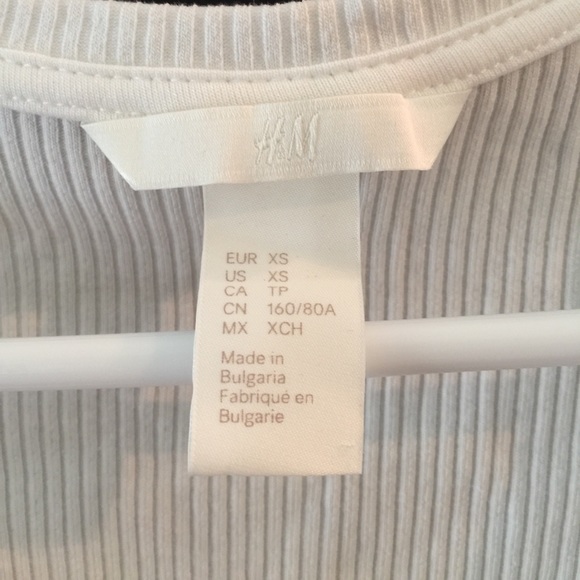 H&M
EUR XS
US XS
CA TP
CN 160/80A
MX XCH
Made in
Bulgaria
Fabriqué en
Bulgarie